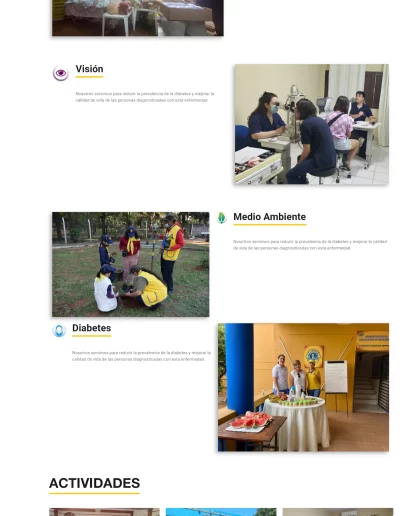 Visión
Nosotros servimos para reducir la prevalencia de la diabetes y mejorar la
calidad de vida de las personas diagnosticadas con esta enfermedad.
Medio Ambiente
Nosotros servimos para reducir la prevalencia de la diabetes y mejorar la calidad
de vida de las personas diagnosticadas con esta enfermedad.
Diabetes
Nosotros servimos para reducir la prevalencia de la diabetes y mejorar la
calidad de vida de las personas diagnosticadas con esta enfermedad.
ACTIVIDADES